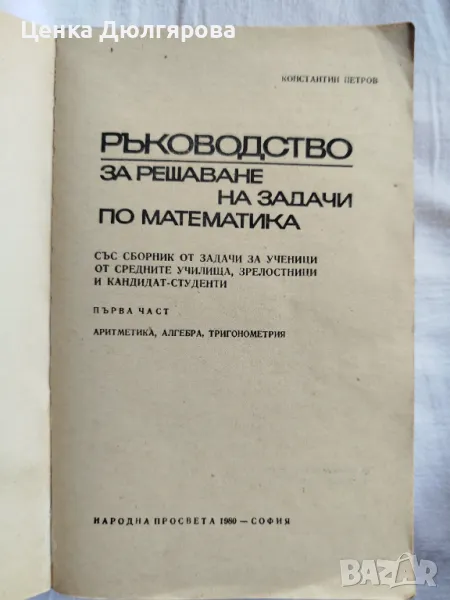 Ценка Дюлгярова
КОНСТАНТИН ПЕТРОВ
РЪКОВОДСТВО
ЗА РЕШАВАНЕ
НА ЗАДАЧИ
ПО МАТЕМАТИКА
СЪС СБОРНИК ОТ ЗАДАЧИ ЗА УЧЕНИЦИ
ОТ СРЕДНИТЕ УЧИЛИЩА, ЗРЕЛОСТНИЦИ
И КАНДИДАТ-СТУДЕНТИ
ПЪРВА ЧАСТ
АРИТМЕТИКА, АЛГЕБРА, ТРИГОНОМЕТРИЯ
НАРОДНА ПРОСВЕТА 1980 — СОФИЯ
BAZAR